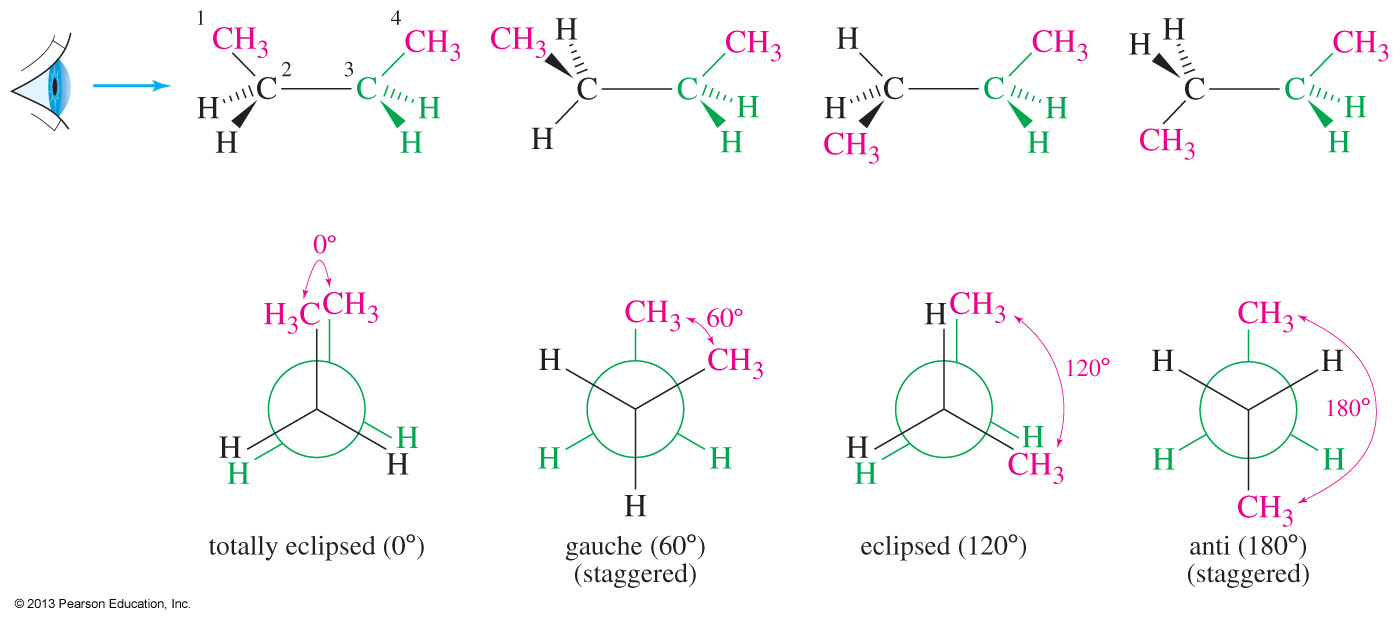 1 4
CH3 CH3
2 3
C C
H H
H H
H
CH3 CH3
C C
H
H H
H CH3
C C
H H
CH3 H
H H CH3
C C
H
CH3 H
0°
H3C CH3
H H
H H
CH3 60°
H CH3
H H
H
H CH3
120°
H H
H CH3
CH3
H H
180°
H H
CH3
totally eclipsed (0°)
gauche (60°)
(staggered)
eclipsed (120°)
anti (180°)
(staggered)
© 2013 Pearson Education, Inc.